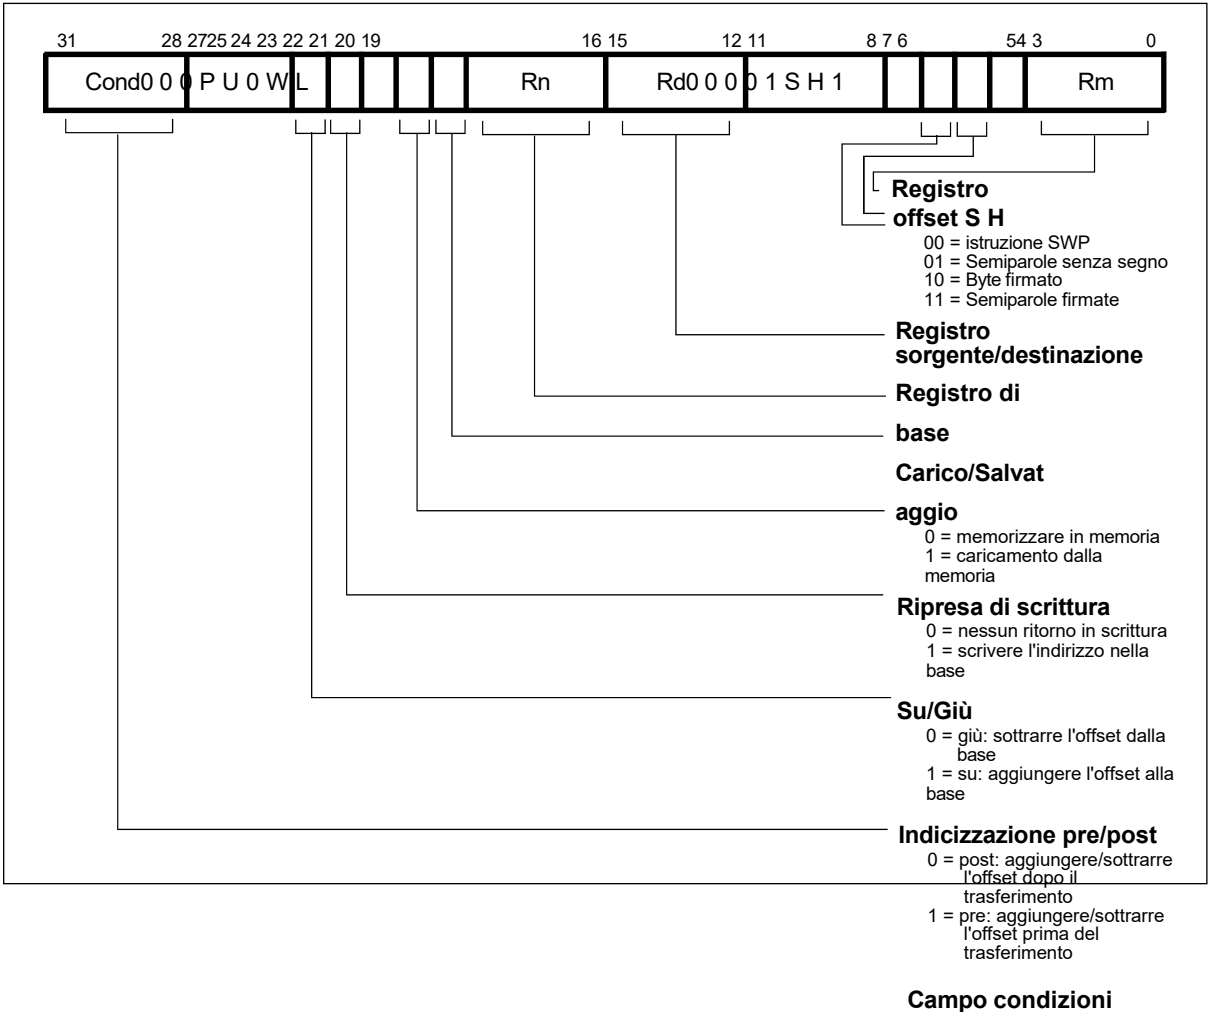 31 28 2725 24 23 22 21 20 19 16 15 12 11 8 7 6 54 3 0
Cond0 0 0 P U 0 W L Rn Rd0 0 0 0 1 S H 1 Rm
Registro
offset S H
00 = istruzione SWP
01 = Semiparole senza segno
10 = Byte firmato
11 = Semiparole firmate
Registro
sorgente/destinazione
Registro di
base
Carico/Salvat
aggio
0 = memorizzare in memoria
1 = caricamento dalla
memoria
Ripresa di scrittura
0 = nessun ritorno in scrittura
1 = scrivere l'indirizzo nella
base
Su/Giù
0 = giù: sottrarre l'offset dalla
base
1 = su: aggiungere l'offset alla
base
Indicizzazione pre/post
0 = post: aggiungere/sottrarre
l'offset dopo il
trasferimento
1 = pre: aggiungere/sottrarre
l'offset prima del
trasferimento
Campo condizioni